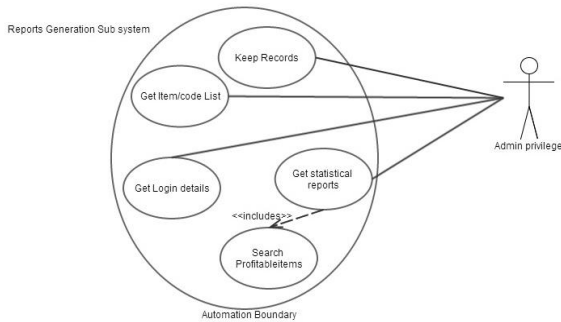 Reports Generation Sub system
Keep Records
Get Item/code List
Admin privilege
Get Login details
Get statistical
reports
<<includes>>
Search
Profitableitems
Automation Boundary